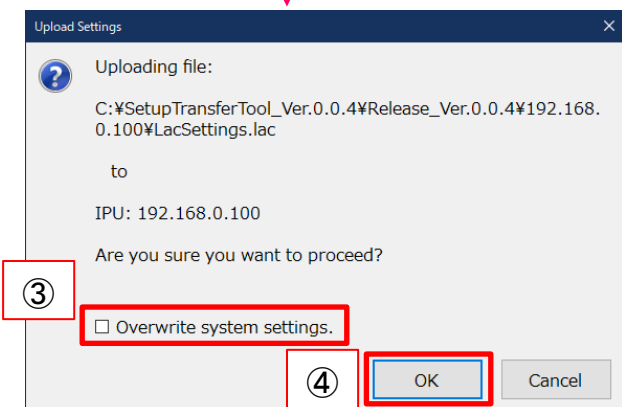 Upload Settings
Uploading file:
C:¥SetupTransferTool_Ver.0.0.4¥Release_Ver.0.0.4¥192.168.
0.100¥LacSettings.lac
to
IPU: 192.168.0.100
Are you sure you want to proceed?
③
Overwrite system settings.
④
OK
Cancel